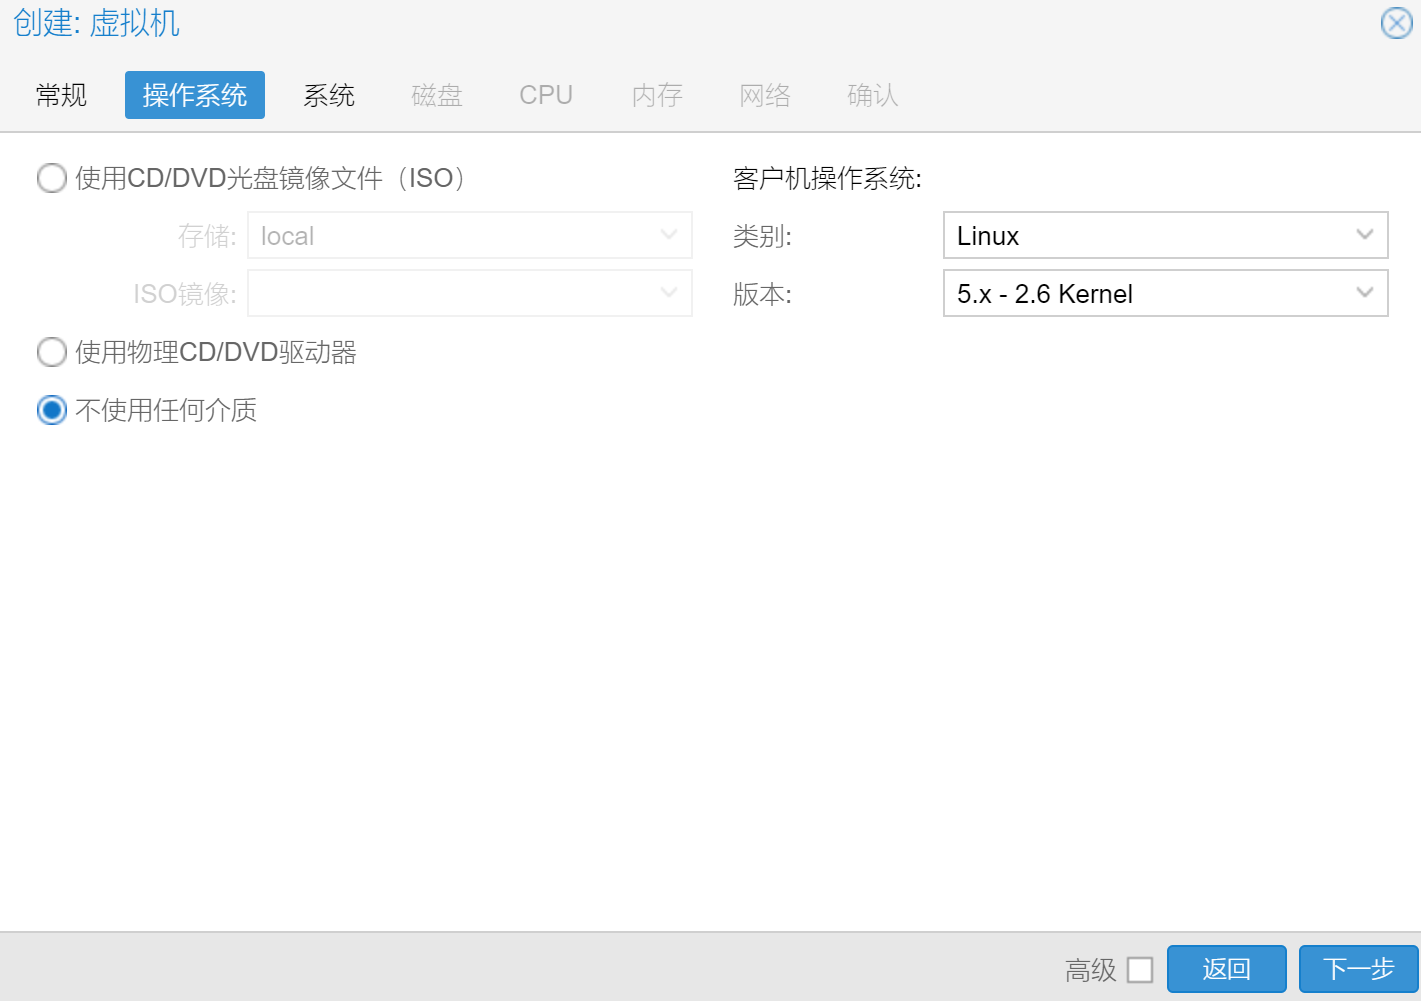 创建: 虚拟机
常规 操作系统 系统 磁盘 CPU 内存 网络 确认
使用CD/DVD光盘镜像文件（ISO）
存储: local
ISO镜像:
使用物理CD/DVD驱动器
不使用任何介质
客户机操作系统:
类别: Linux
版本: 5.x - 2.6 Kernel
高级 返回 下一步